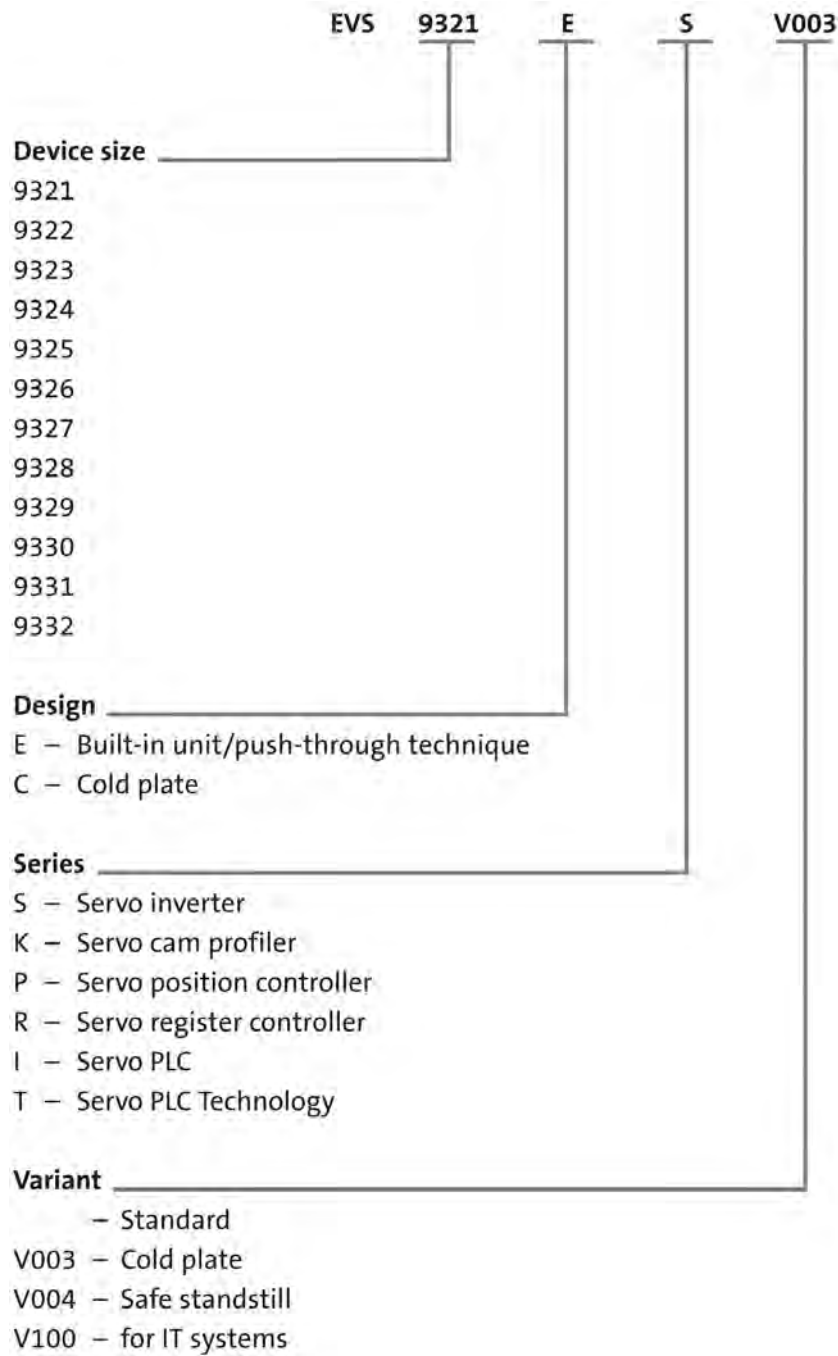 EVS 9321 E S V003
Device size
9321
9322
9323
9324
9325
9326
9327
9328
9329
9330
9331
9332
Design
E – Built-in unit/push-through technique
C – Cold plate
Series
S – Servo inverter
K – Servo cam profiler
P – Servo position controller
R – Servo register controller
I – Servo PLC
T – Servo PLC Technology
Variant
– Standard
V003 – Cold plate
V004 – Safe standstill
V100 – for IT systems